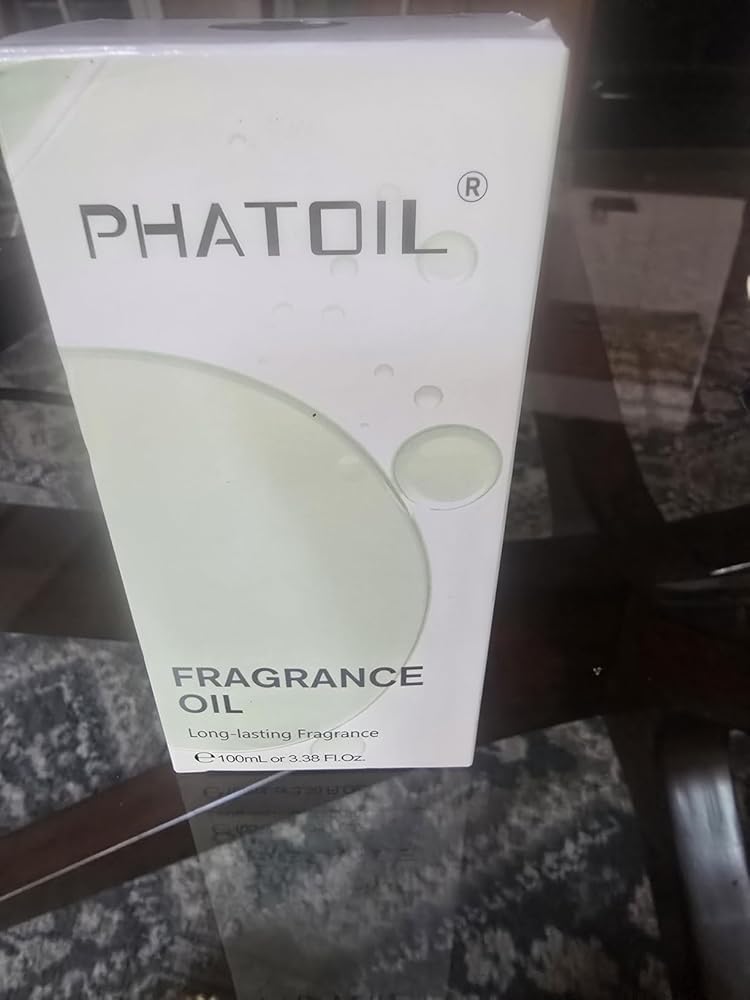 PHATOIL ®
FRAGRANCE
OIL
Long-lasting Fragrance
℮ 100mL or 3.38 Fl.Oz.